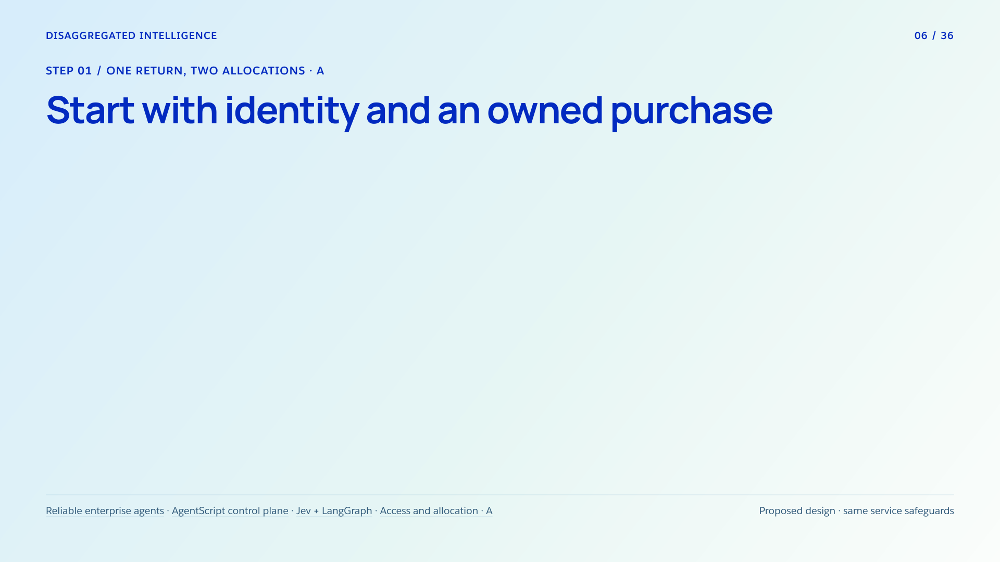 DISAGGREGATED INTELLIGENCE
06 / 36
STEP 01 / ONE RETURN, TWO ALLOCATIONS · A
Start with identity and an owned purchase
Reliable enterprise agents · AgentScript control plane · Jev + LangGraph · Access and allocation · A
Proposed design · same service safeguards